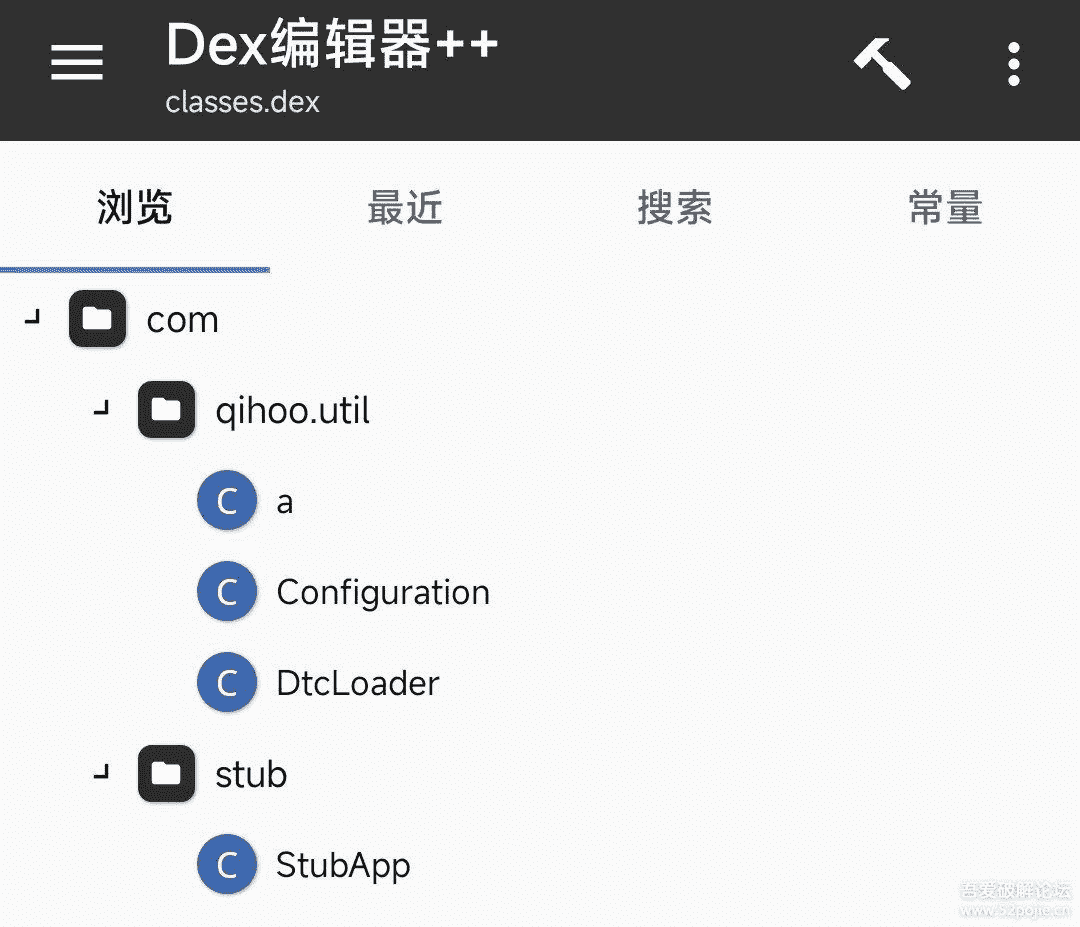 Dex编辑器++
classes.dex
浏览 最近 搜索 常量
com
qihoo.util
C a
C Configuration
C DtcLoader
stub
C StubApp
吾爱破解论坛
www.52pojie.cn